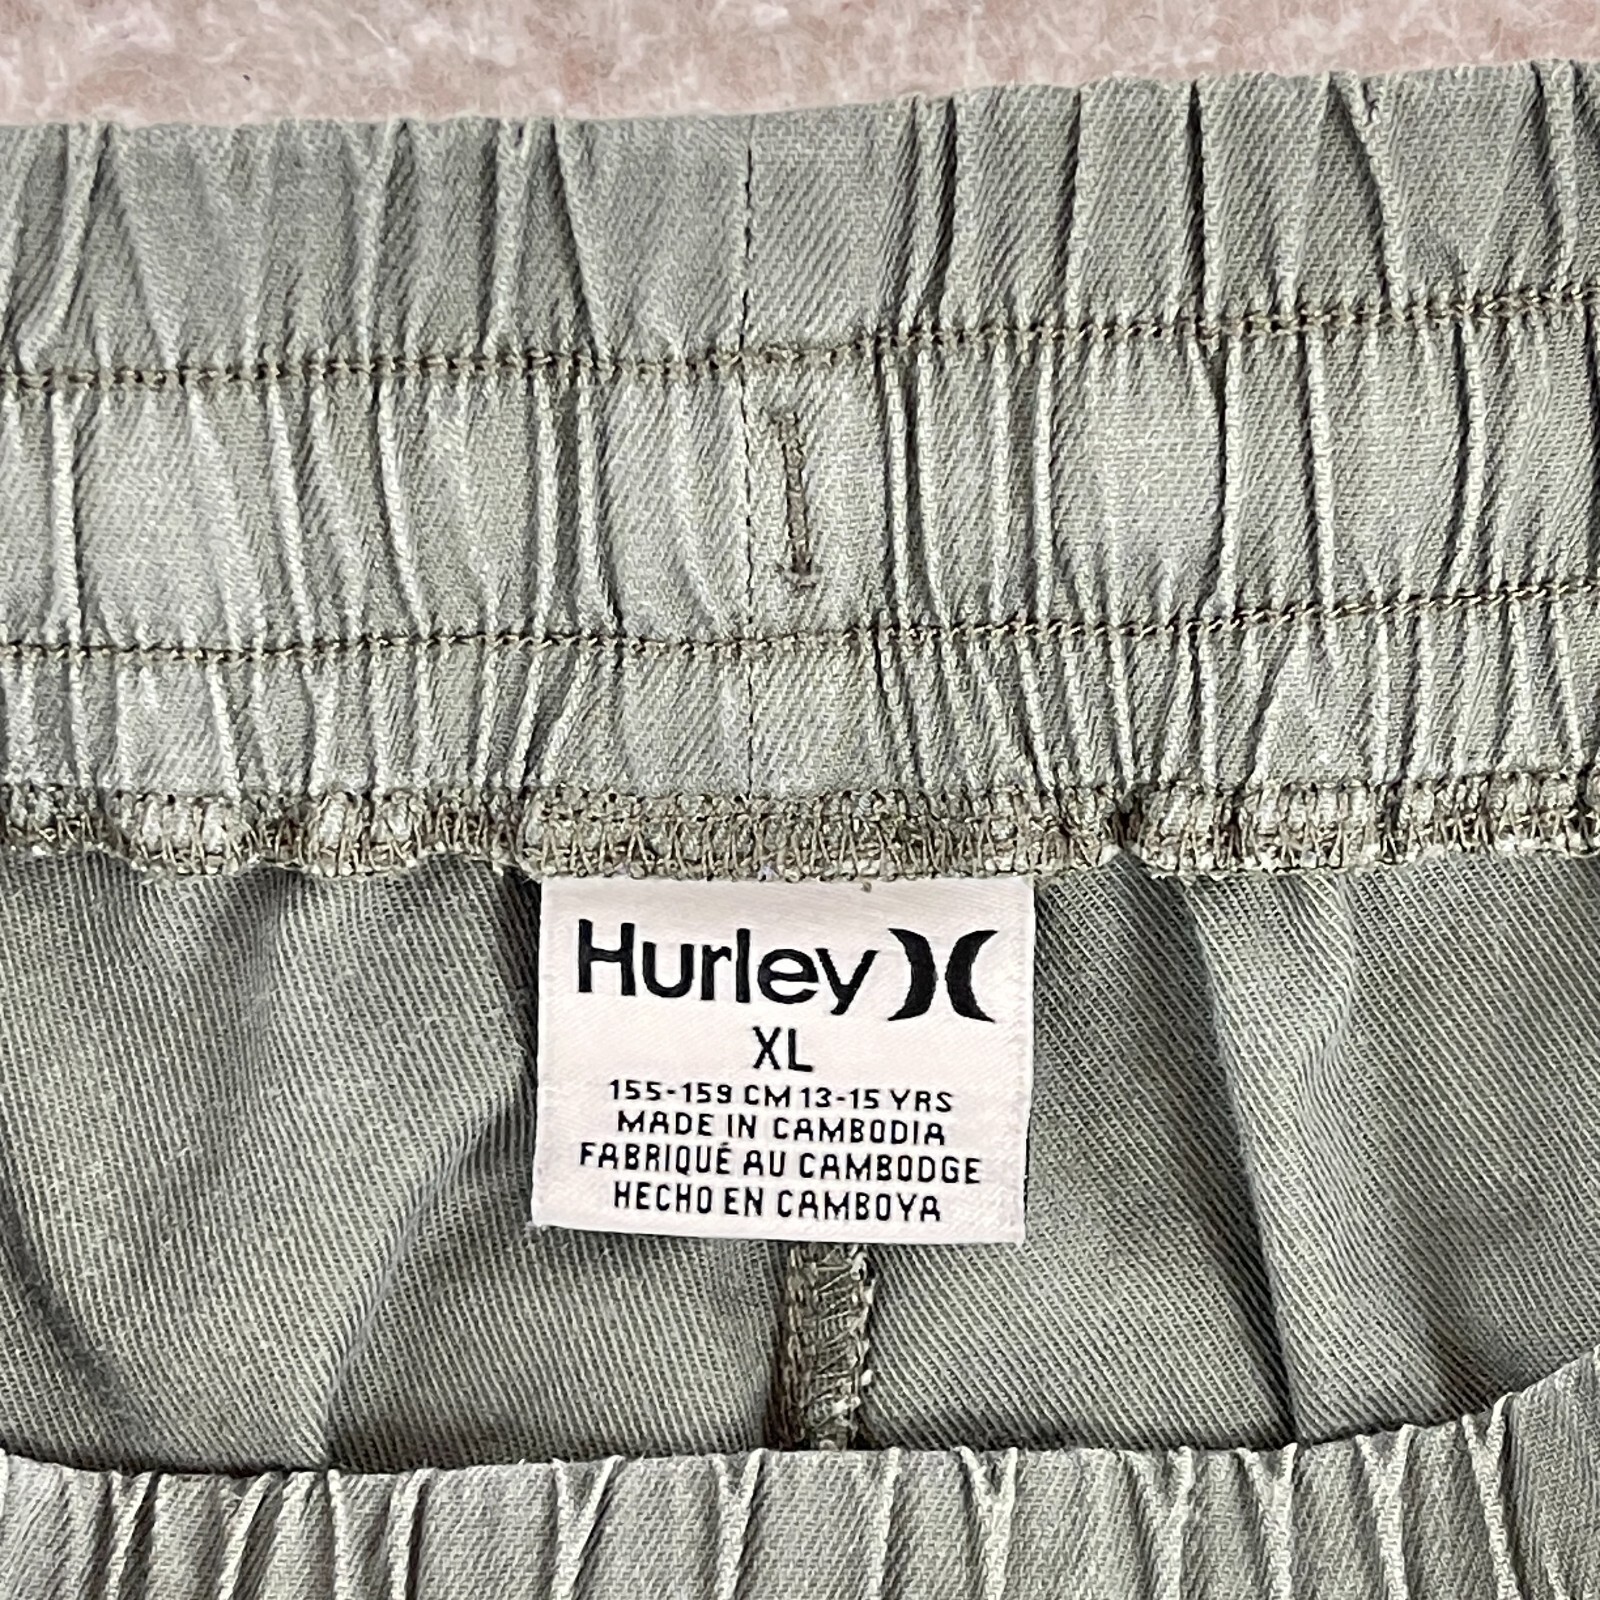 Hurley
XL
155-159 CM 13-15 YRS
MADE IN CAMBODIA
FABRIQUÉ AU CAMBODGE
HECHO EN CAMBOYA